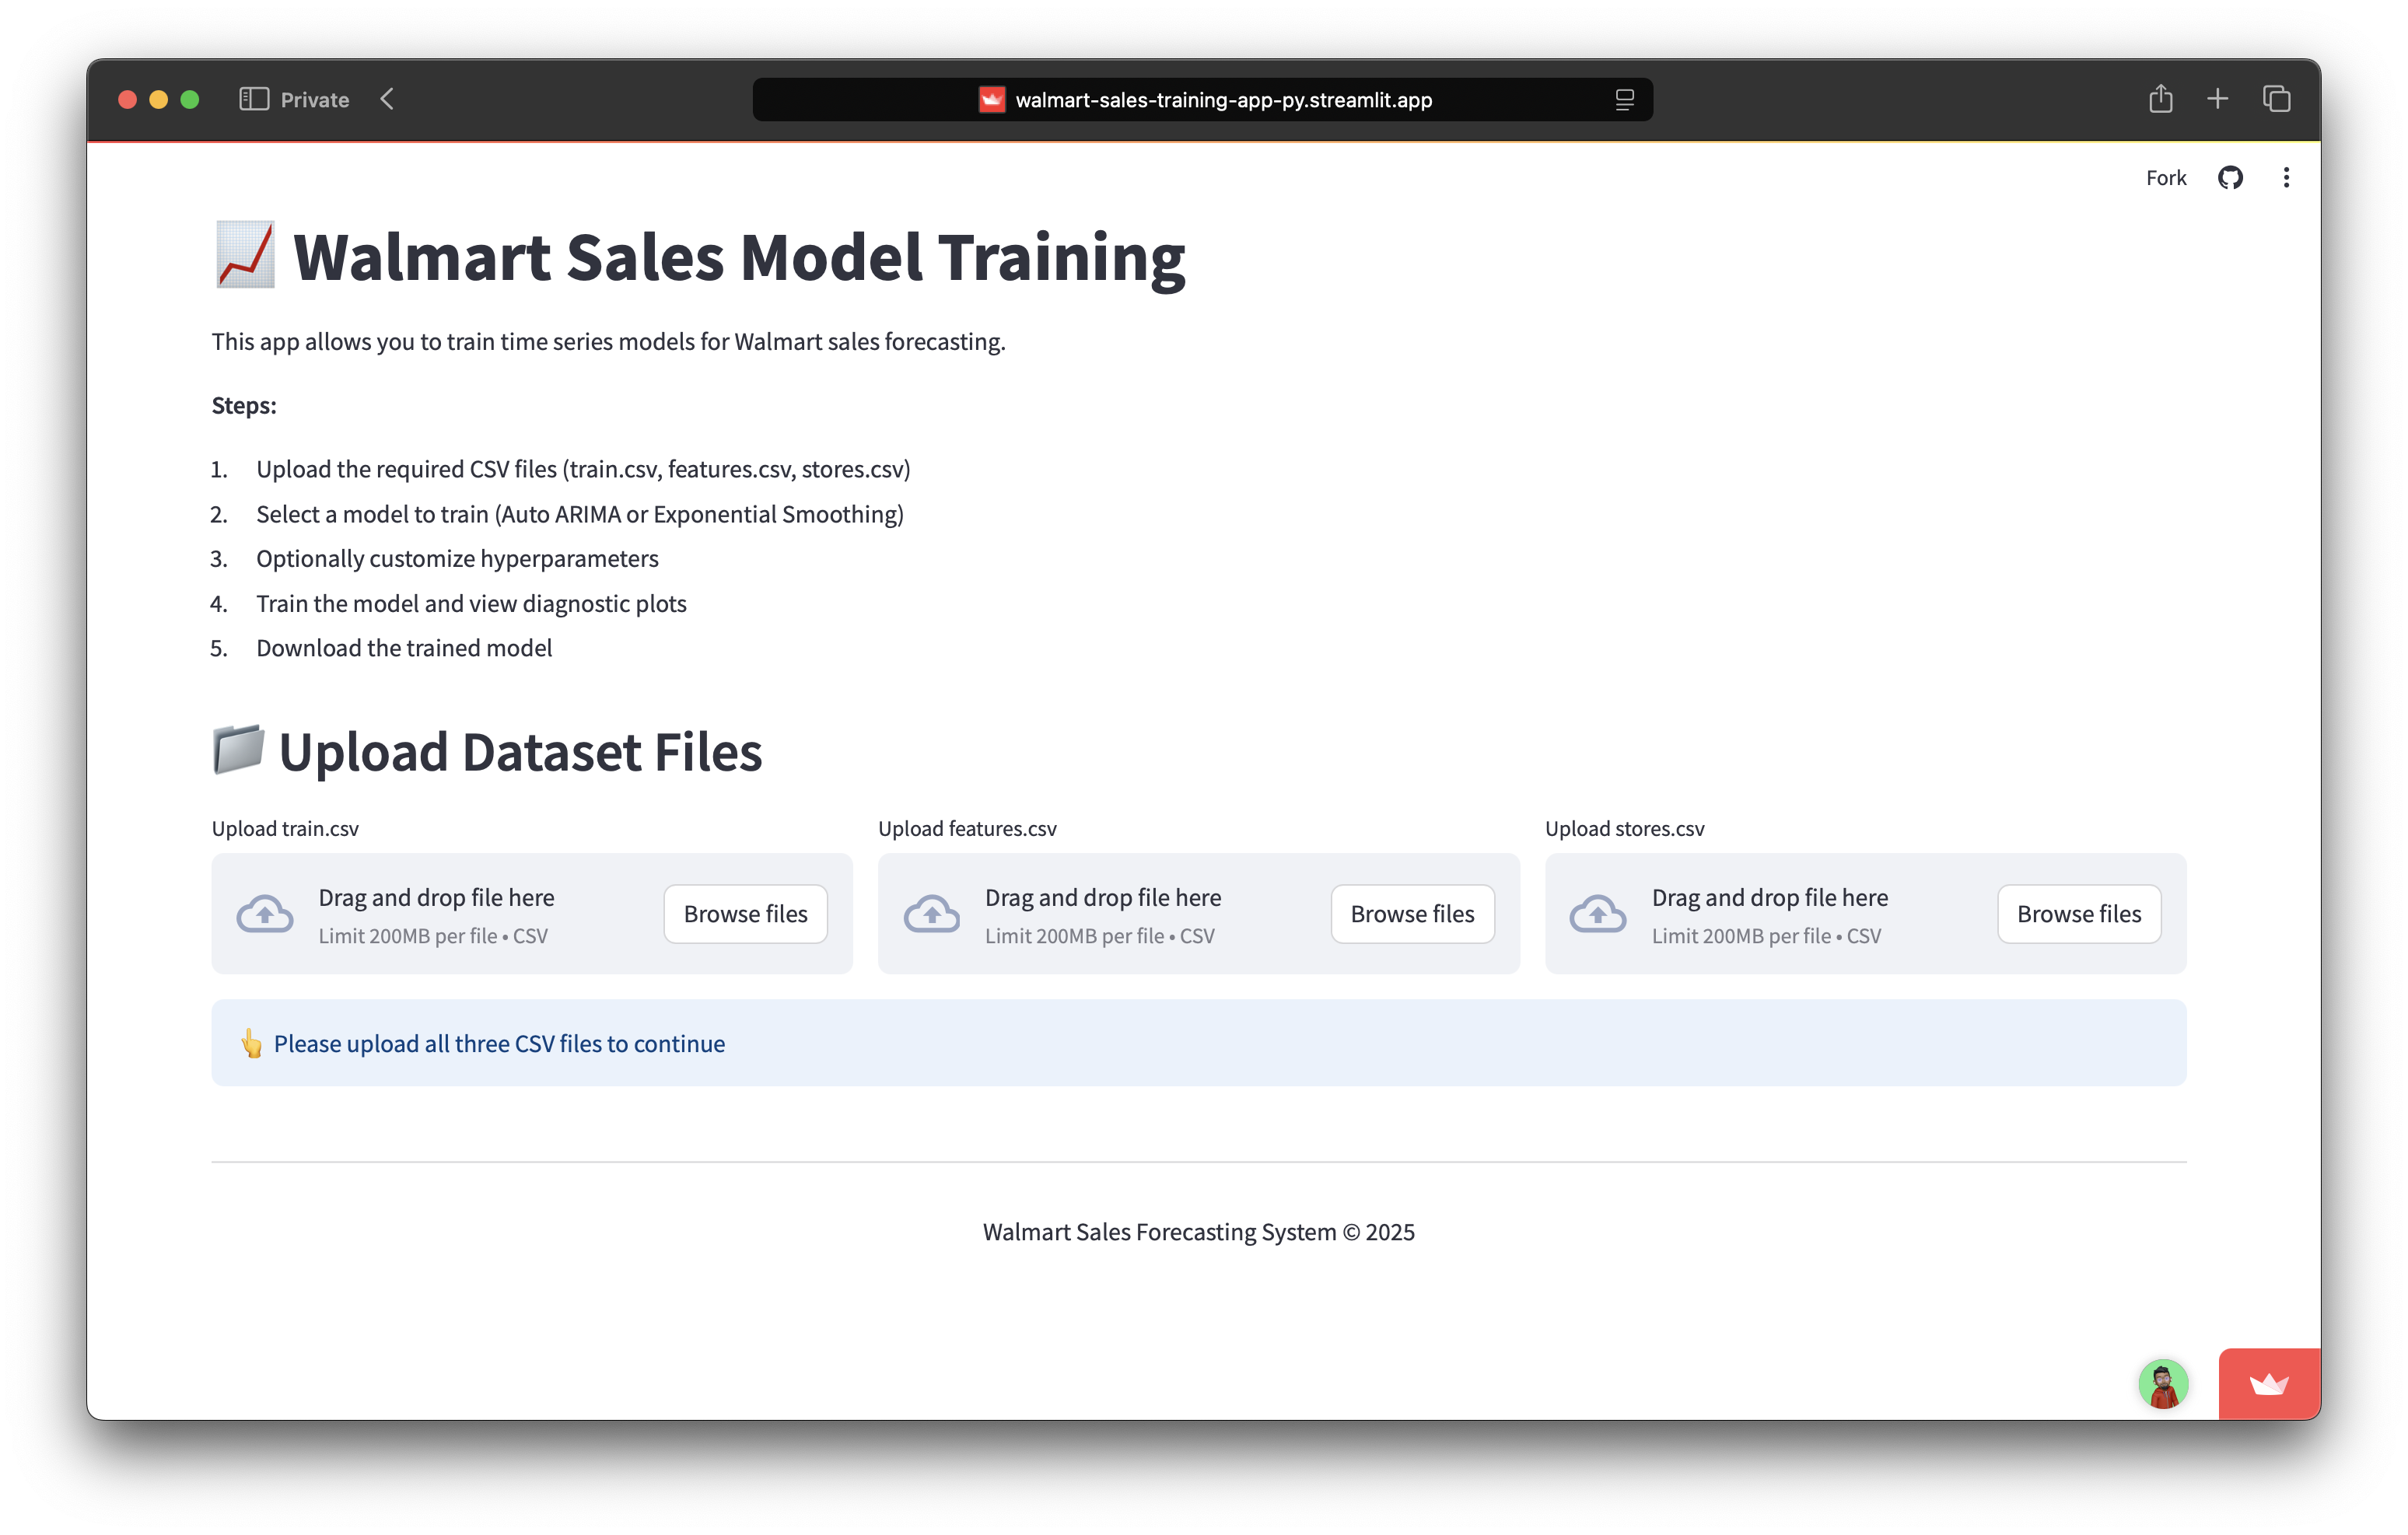 Private
walmart-sales-training-app-py.streamlit.app
Fork
Walmart Sales Model Training
This app allows you to train time series models for Walmart sales forecasting.
Steps:
1. Upload the required CSV files (train.csv, features.csv, stores.csv)
2. Select a model to train (Auto ARIMA or Exponential Smoothing)
3. Optionally customize hyperparameters
4. Train the model and view diagnostic plots
5. Download the trained model
Upload Dataset Files
Upload train.csv
Drag and drop file here
Limit 200MB per file • CSV
Browse files
Upload features.csv
Drag and drop file here
Limit 200MB per file • CSV
Browse files
Upload stores.csv
Drag and drop file here
Limit 200MB per file • CSV
Browse files
Please upload all three CSV files to continue
Walmart Sales Forecasting System © 2025